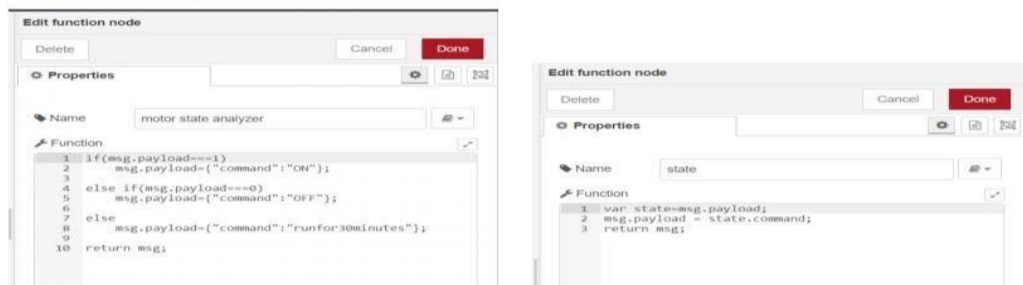 Edit function node
Delete
Cancel
Done
Properties
Name
motor state analyzer
Function
1 if(msg.payload===1)
2 msg.payload={"command":"ON"};
3
4 else if(msg.payload===0)
5 msg.payload={"command":"OFF"};
6
7 else
8 msg.payload={"command":"runfor30minutes"};
9
10 return msg;
Edit function node
Delete
Cancel
Done
Properties
Name
state
Function
1 var state=msg.payload;
2 msg.payload = state.command;
3 return msg;